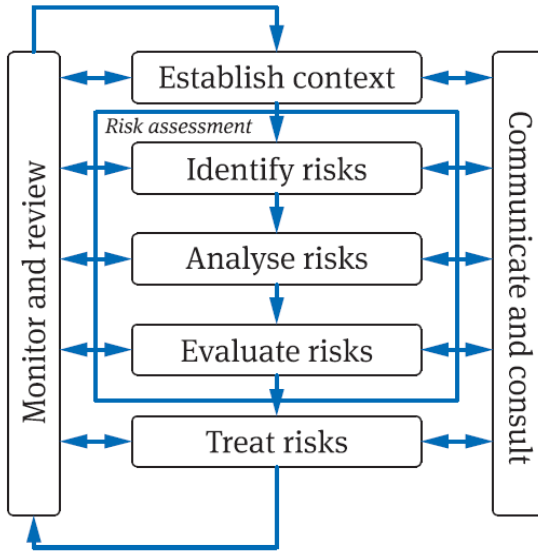 Establish context
Risk assessment
Identify risks
Analyse risks
Evaluate risks
Treat risks
Monitor and review
Communicate and consult